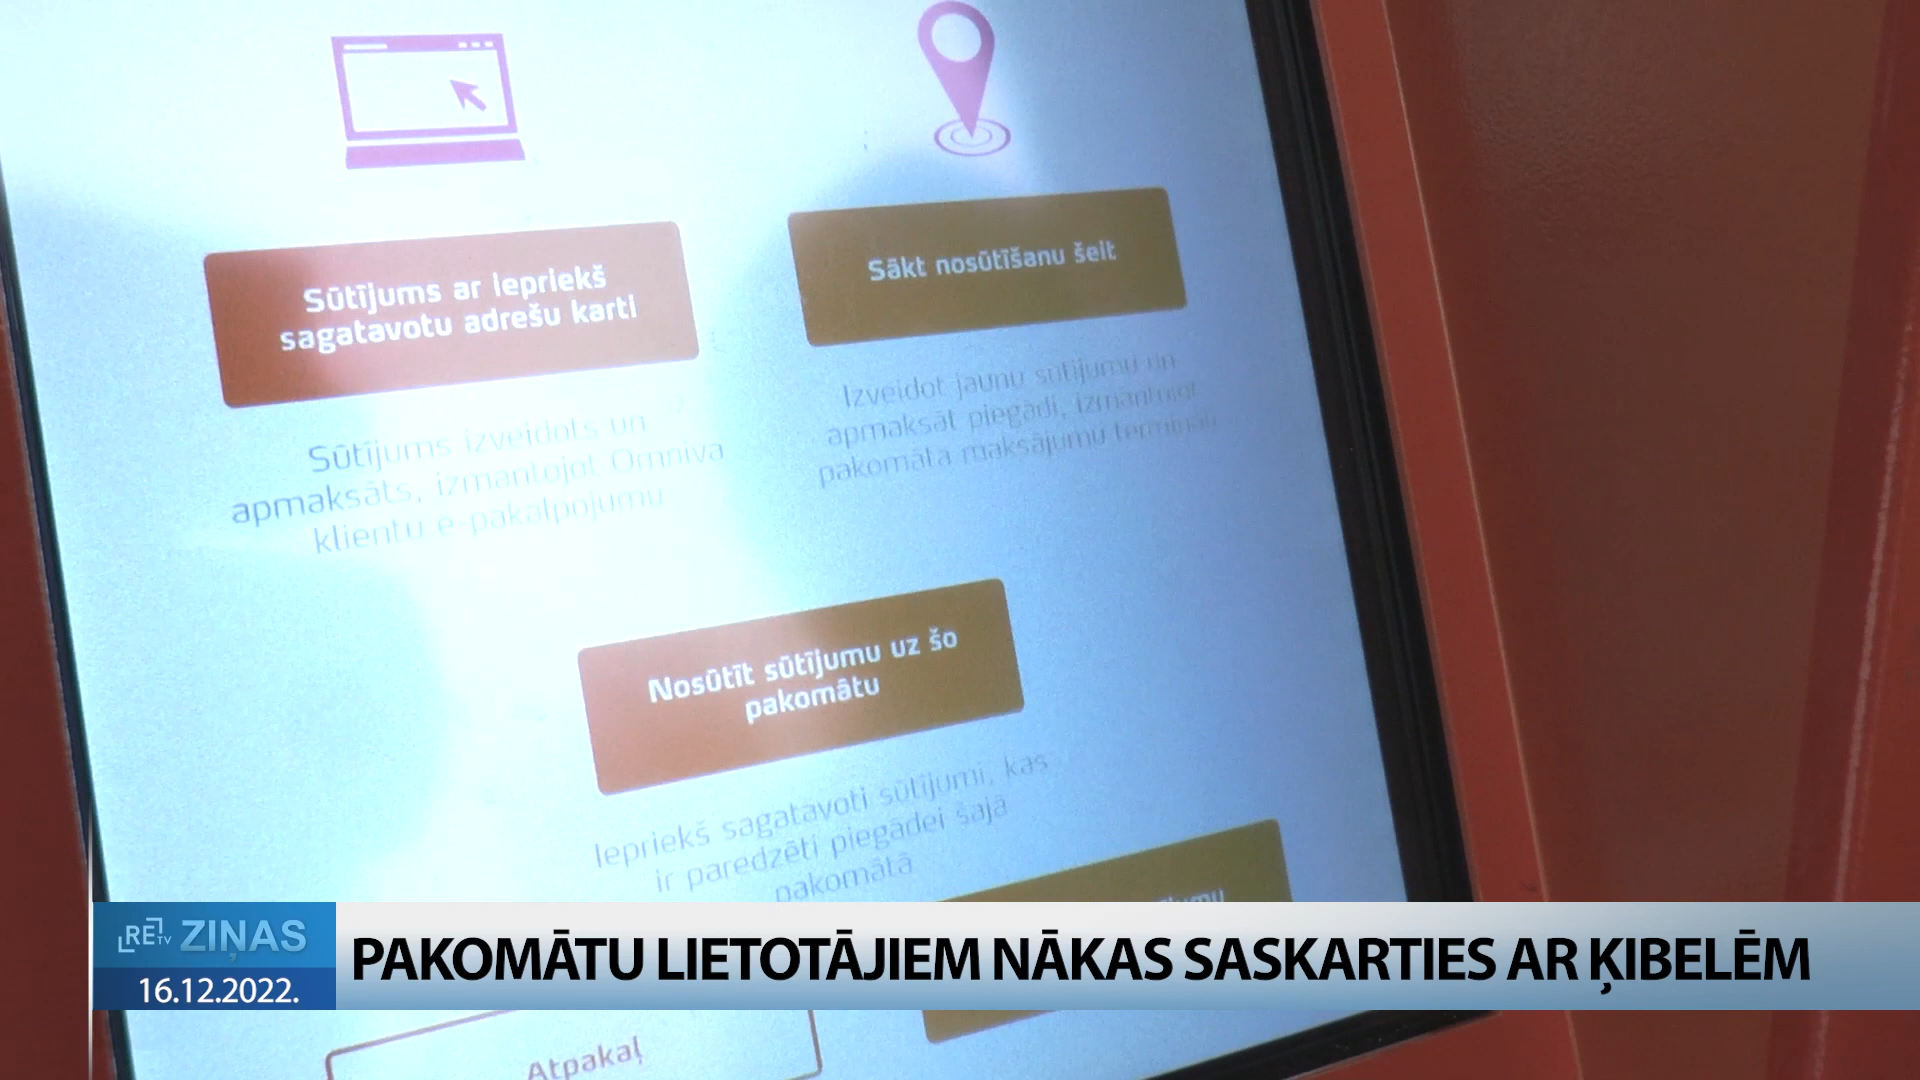 Sūtījums ar iepriekš
sagatavotu adrešu karti
Sūtījums izveidots un
apmaksāts, izmantojot Omniva
klientu e-pakalpojumu
Sākt nosūtīšanu šeit
Izveidot jaunu sūtījumu un
apmaksāt piegādi, izmantojot
pakomāta maksājumu termināli
Nosūtīt sūtījumu uz šo
pakomātu
Iepriekš sagatavoti sūtījumi, kas
ir paredzēti piegādei šajā
pakomātā
Atpakaļ
RE TV ZIŅAS
16.12.2022.
PAKOMĀTU LIETOTĀJIEM NĀKAS SASKARTIES AR ĶIBELĒM